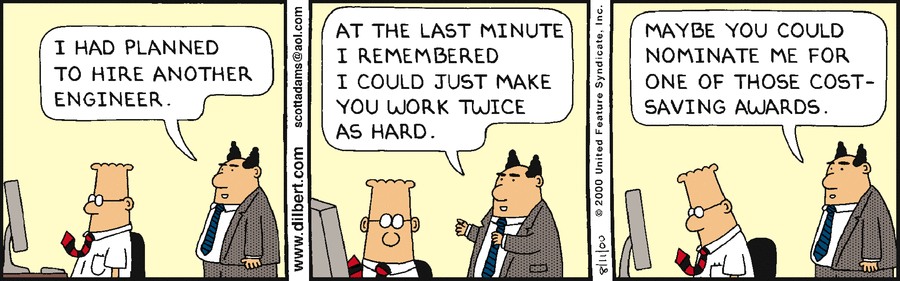 I HAD PLANNED
TO HIRE ANOTHER
ENGINEER.
www.dilbert.com scottadams@aol.com
AT THE LAST MINUTE
I REMEMBERED
I COULD JUST MAKE
YOU WORK TWICE
AS HARD.
8/11/00 © 2000 United Feature Syndicate, Inc.
MAYBE YOU COULD
NOMINATE ME FOR
ONE OF THOSE COST-
SAVING AWARDS.